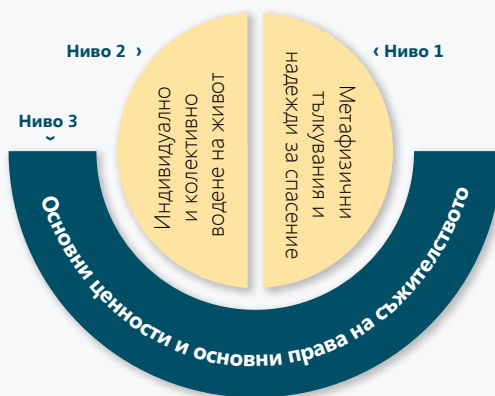 Ниво 2 ›
‹ Ниво 1
Индивидуално
и колективно
водене на живот
Метафизични
тълкувания и
надежди за спасение
Ниво 3
Основни ценности и основни права на съжителството